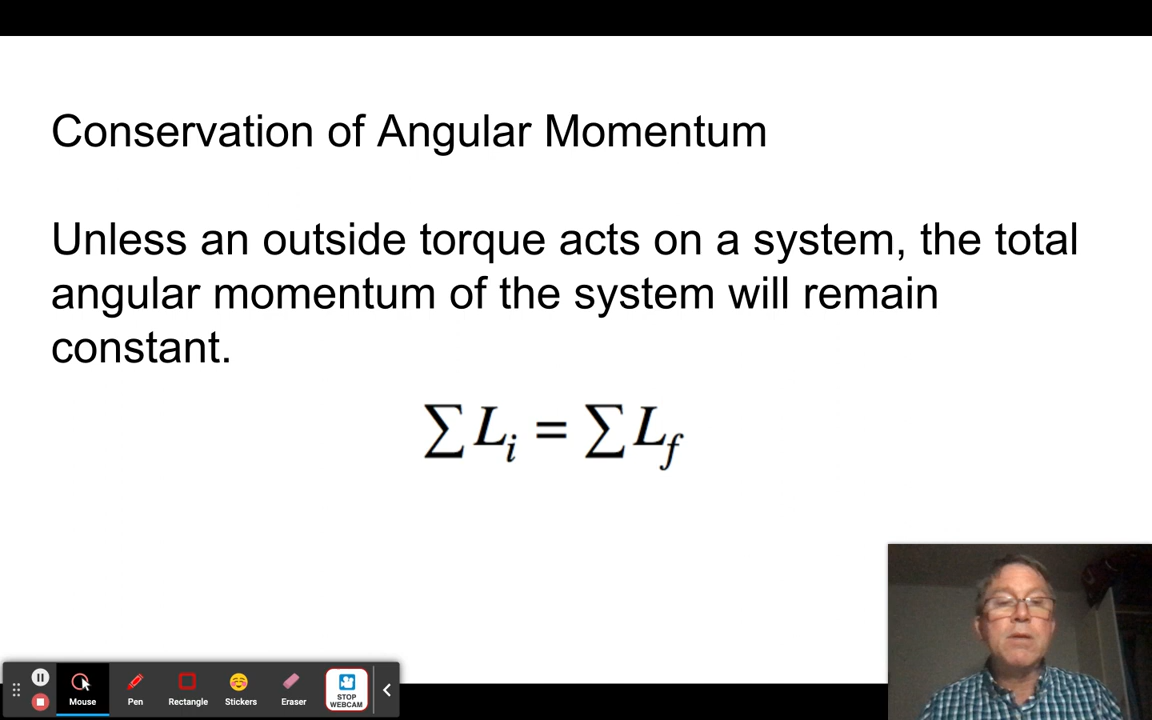 Conservation of Angular Momentum
Unless an outside torque acts on a system, the total
angular momentum of the system will remain
constant.
∑ Lᵢ = ∑ L_f
Mouse
Pen
Rectangle
Stickers
Eraser
STOP
WEBCAM